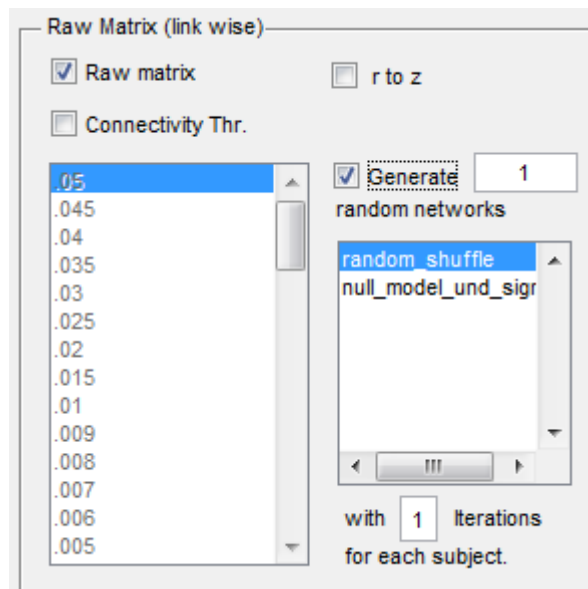 Raw Matrix (link wise)
Raw matrix
r to z
Connectivity Thr.
.05
.045
.04
.035
.03
.025
.02
.015
.01
.009
.008
.007
.006
.005
Generate 1
random networks
random_shuffle
null_model_und_sigr
with 1 Iterations
for each subject.